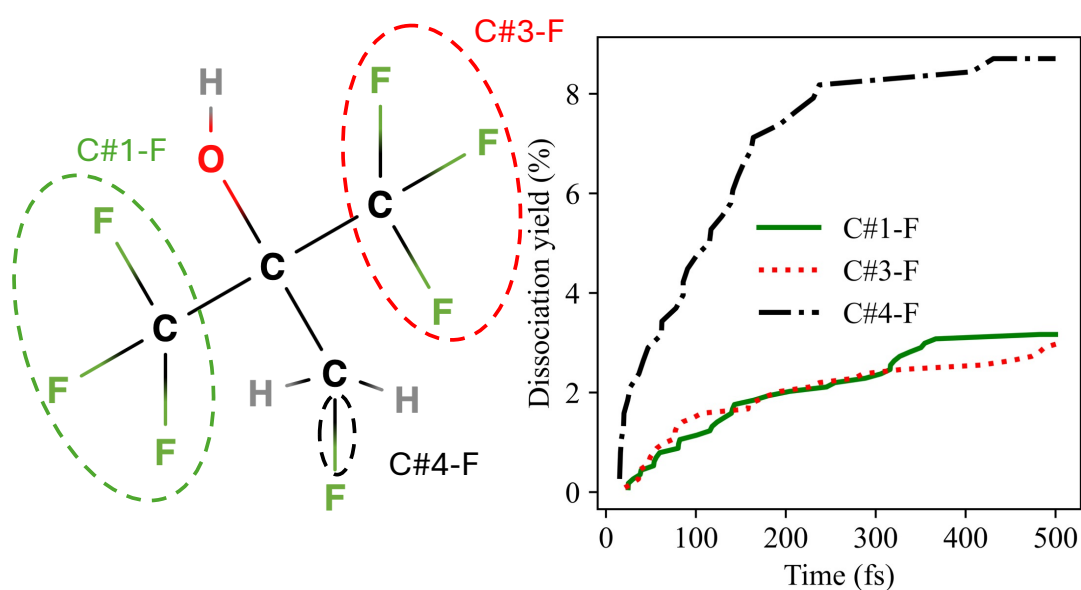 C#3-F
H
F
C#1-F
O
F
F
C
F
C
F
C
C
F
H
H
F
C#4-F
F
Dissociation yield (%)
8
6
4
2
0
C#1-F
C#3-F
C#4-F
0 100 200 300 400 500
Time (fs)